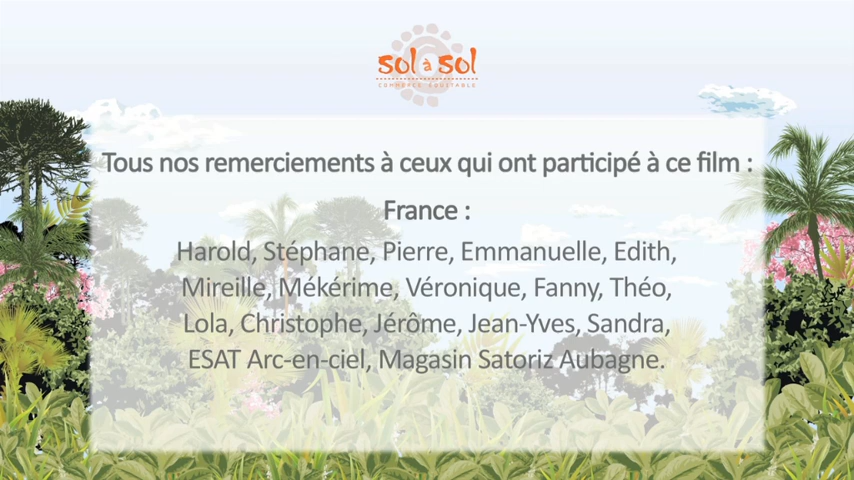 sol à sol
COMMERCE ÉQUITABLE
Tous nos remerciements à ceux qui ont participé à ce film :
France :
Harold, Stéphane, Pierre, Emmanuelle, Edith,
Mireille, Mékérime, Véronique, Fanny, Théo,
Lola, Christophe, Jérôme, Jean-Yves, Sandra,
ESAT Arc-en-ciel, Magasin Satoriz Aubagne.